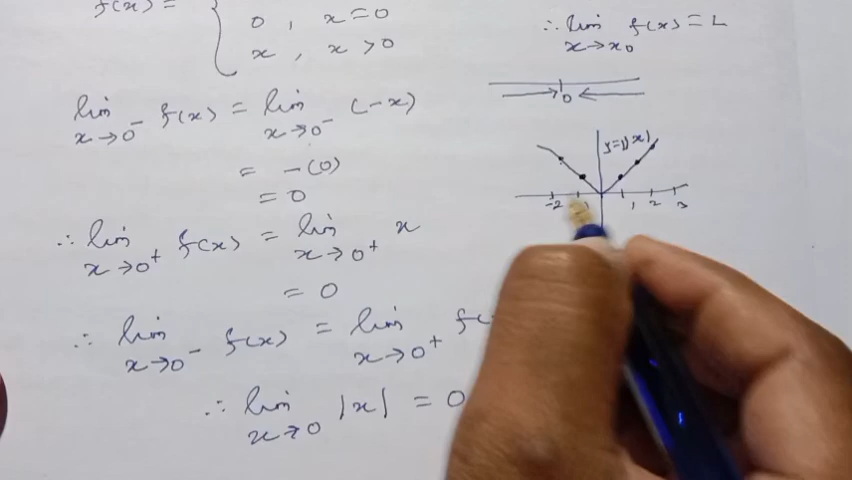 f(x) =
0 , x=0
x , x>0
lim x→0⁻ f(x) = lim x→0⁻ (-x)
= -(0)
= 0
∴ lim x→0⁺ f(x) = lim x→0⁺ x
= 0
∴ lim x→0⁻ f(x) = lim x→0⁺
∴ lim x→0 |x| = 0
∴ lim x→x₀ f(x) = L
0
-2 1 2 3